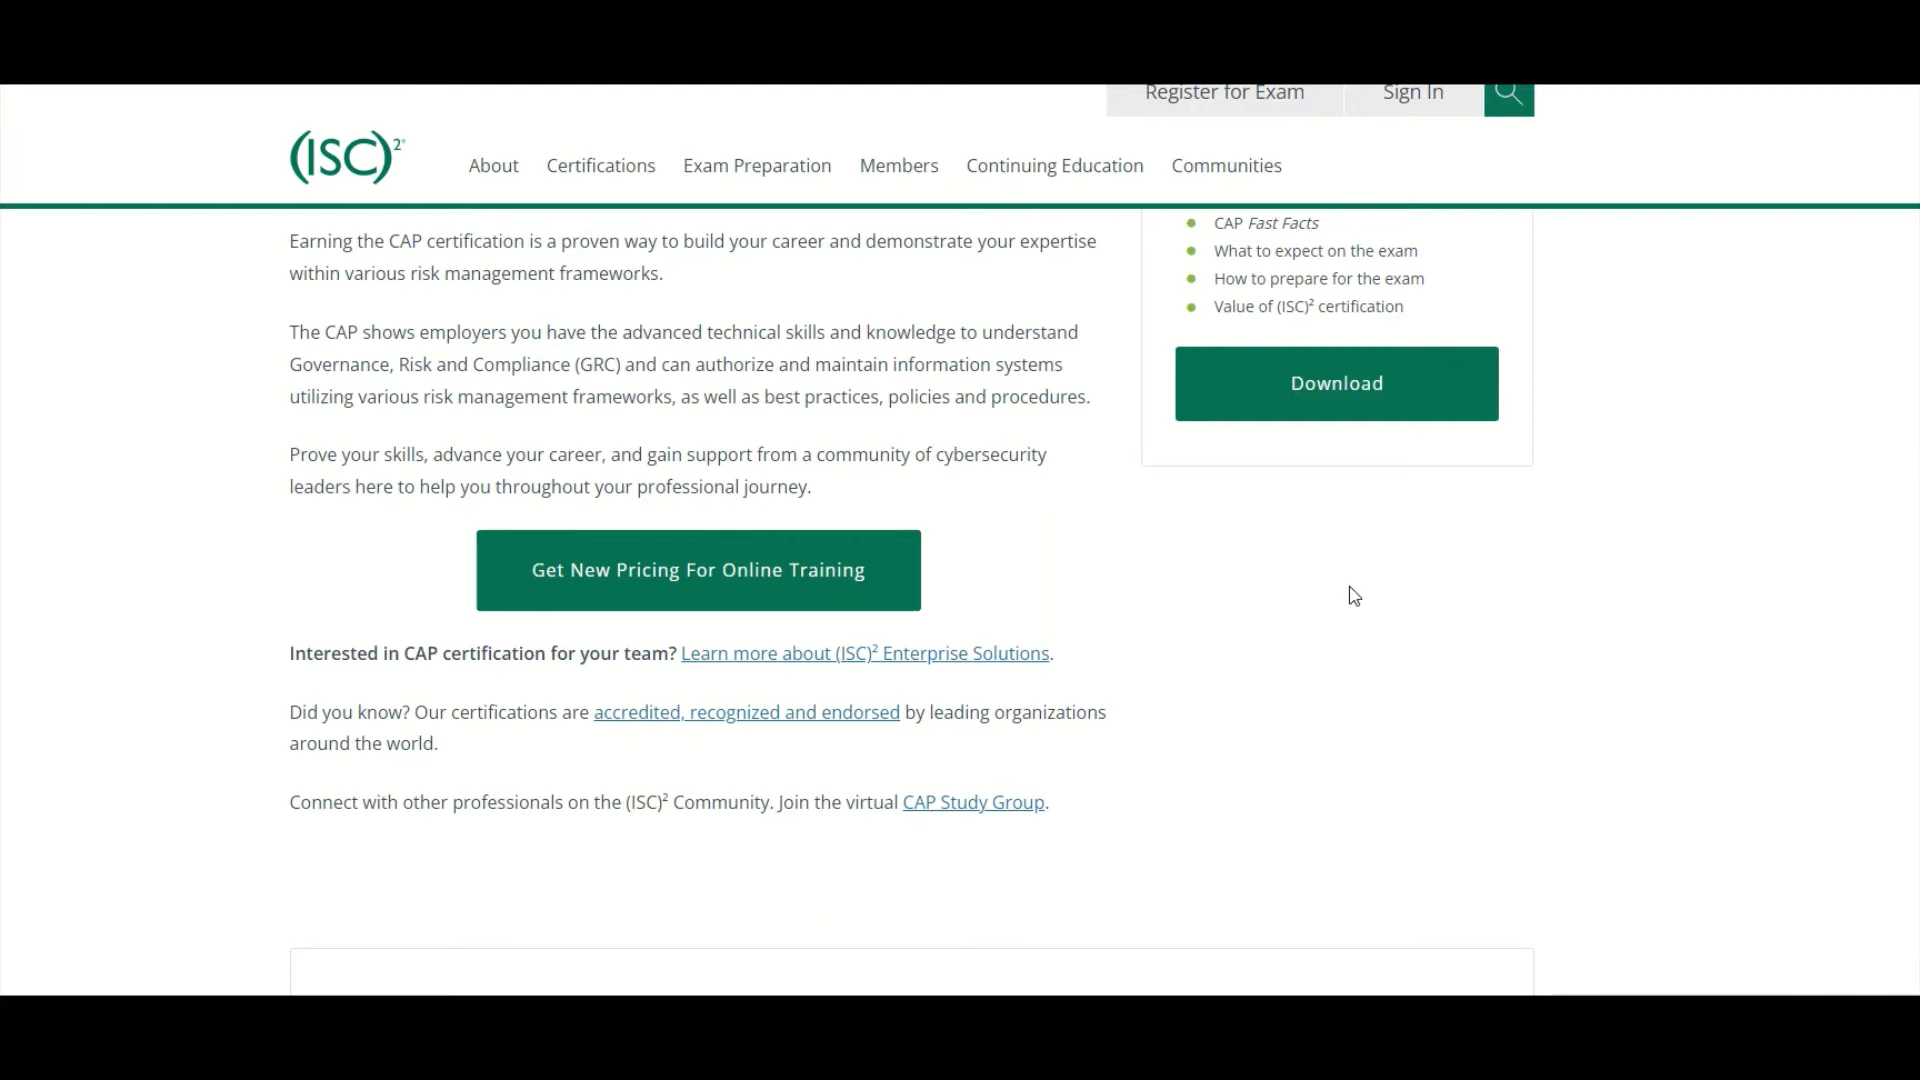 Register for Exam
Sign In
(ISC)²®
About
Certifications
Exam Preparation
Members
Continuing Education
Communities
Earning the CAP certification is a proven way to build your career and demonstrate your expertise
within various risk management frameworks.
The CAP shows employers you have the advanced technical skills and knowledge to understand
Governance, Risk and Compliance (GRC) and can authorize and maintain information systems
utilizing various risk management frameworks, as well as best practices, policies and procedures.
Prove your skills, advance your career, and gain support from a community of cybersecurity
leaders here to help you throughout your professional journey.
Get New Pricing For Online Training
Interested in CAP certification for your team? Learn more about (ISC)² Enterprise Solutions.
Did you know? Our certifications are accredited, recognized and endorsed by leading organizations
around the world.
Connect with other professionals on the (ISC)² Community. Join the virtual CAP Study Group.
CAP Fast Facts
What to expect on the exam
How to prepare for the exam
Value of (ISC)² certification
Download